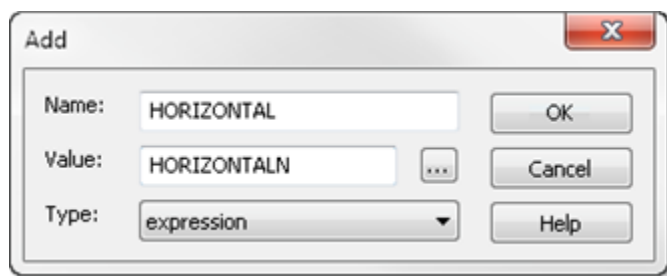 Add
Name: HORIZONTAL OK
Value: HORIZONTALN ... Cancel
Type: expression Help